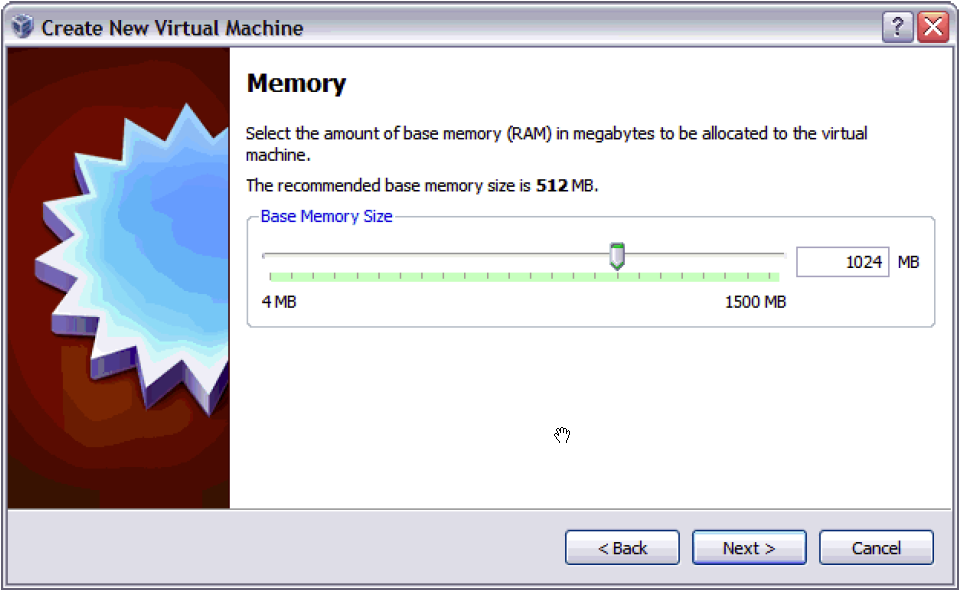 Create New Virtual Machine
?
Memory
Select the amount of base memory (RAM) in megabytes to be allocated to the virtual
machine.
The recommended base memory size is 512 MB.
Base Memory Size
1024 MB
4 MB 1500 MB
< Back Next > Cancel